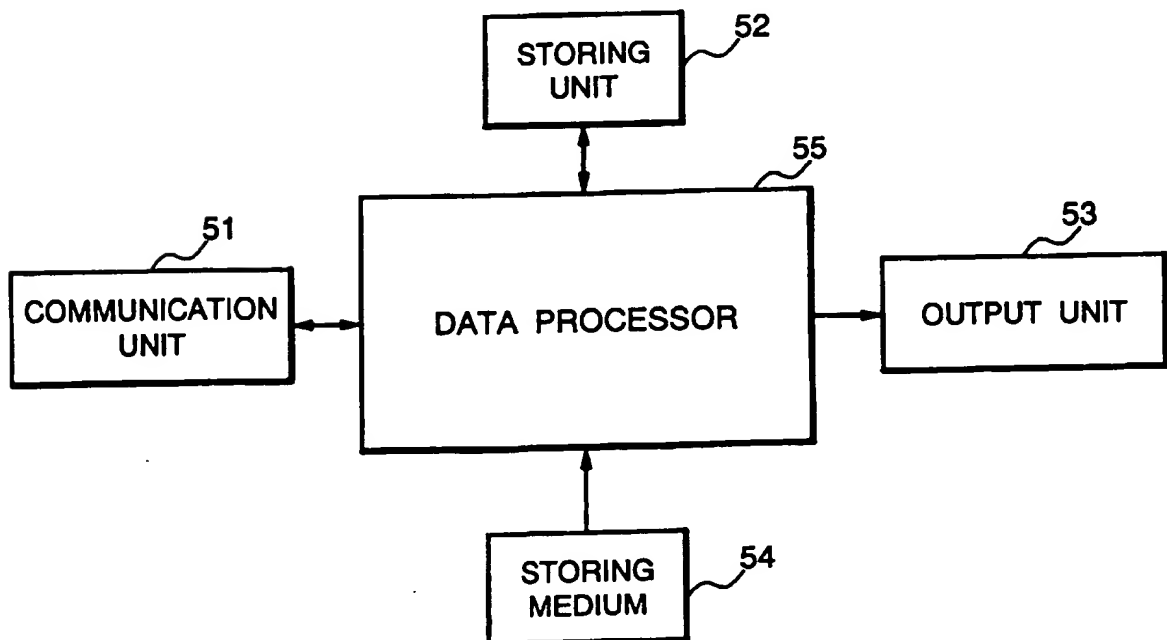 52
STORING
UNIT
55
51
COMMUNICATION
UNIT
DATA PROCESSOR
53
OUTPUT UNIT
54
STORING
MEDIUM